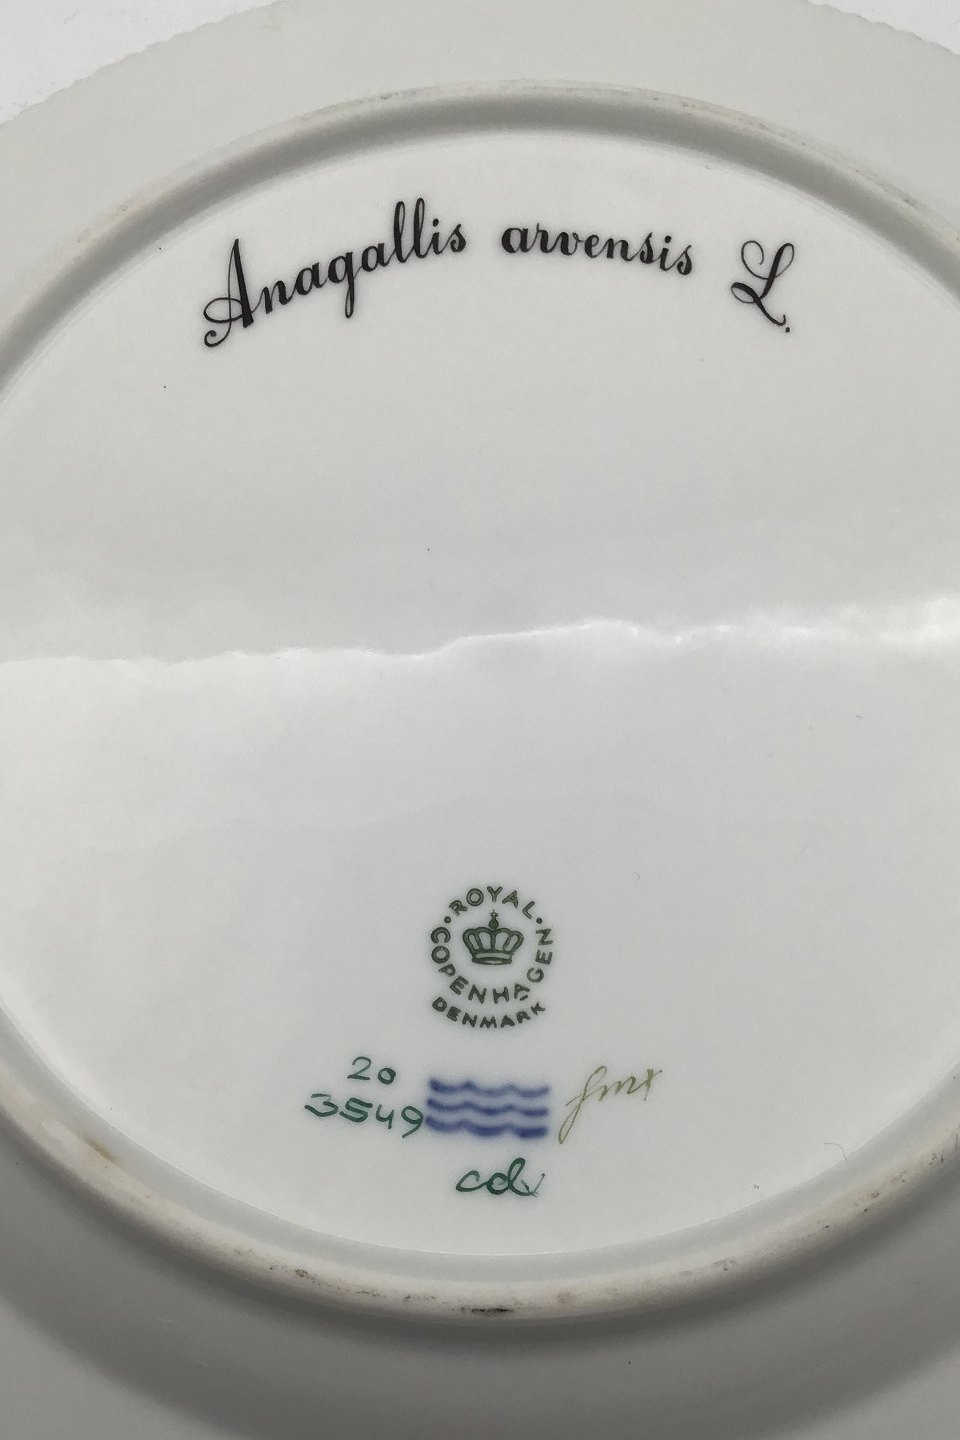 Anagallis arvensis L.
ROYAL
COPENHAGEN
DENMARK
20
3549